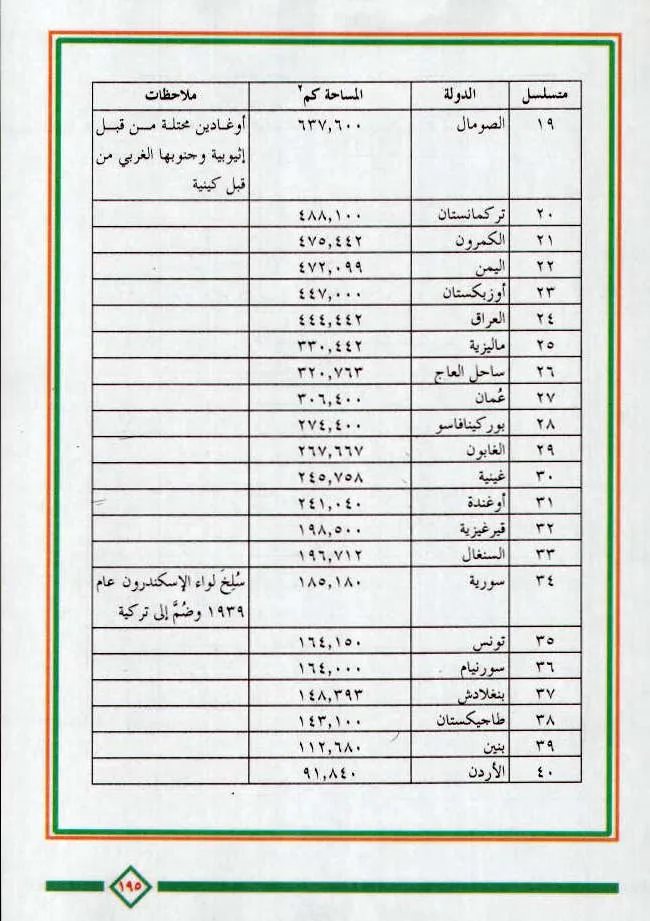 متسلسل الدولة المساحة كم٢ ملاحظات
١٩ الصومال ٦٣٧,٦٠٠ أوغادين محتلة من قبل
إثيوبية وجنوبها الغربي من
قبل كينية
٢٠ تركمانستان ٤٨٨,١٠٠
٢١ الكمرون ٤٧٥,٤٤٢
٢٢ اليمن ٤٧٢,٠٩٩
٢٣ أوزبكستان ٤٤٧,٠٠٠
٢٤ العراق ٤٤٤,٤٤٢
٢٥ ماليزية ٣٣٠,٤٤٢
٢٦ ساحل العاج ٣٢٠,٧٦٣
٢٧ عُمان ٣٠٦,٤٠٠
٢٨ بوركينافاسو ٢٧٤,٤٠٠
٢٩ الغابون ٢٦٧,٦٦٧
٣٠ غينية ٢٤٥,٧٥٨
٣١ أوغندة ٢٤١,٠٤٠
٣٢ قيرغيزية ١٩٨,٥٠٠
٣٣ السنغال ١٩٦,٧١٢
٣٤ سورية ١٨٥,١٨٠ سُلِخَ لواء الإسكندرون عام
١٩٣٩ وضُمَّ إلى تركية
٣٥ تونس ١٦٤,١٥٠
٣٦ سورنيام ١٦٤,٠٠٠
٣٧ بنغلادش ١٤٨,٣٩٣
٣٨ طاجيكستان ١٤٣,١٠٠
٣٩ بنين ١١٢,٦٨٠
٤٠ الأردن ٩١,٨٤٠
١٩٥